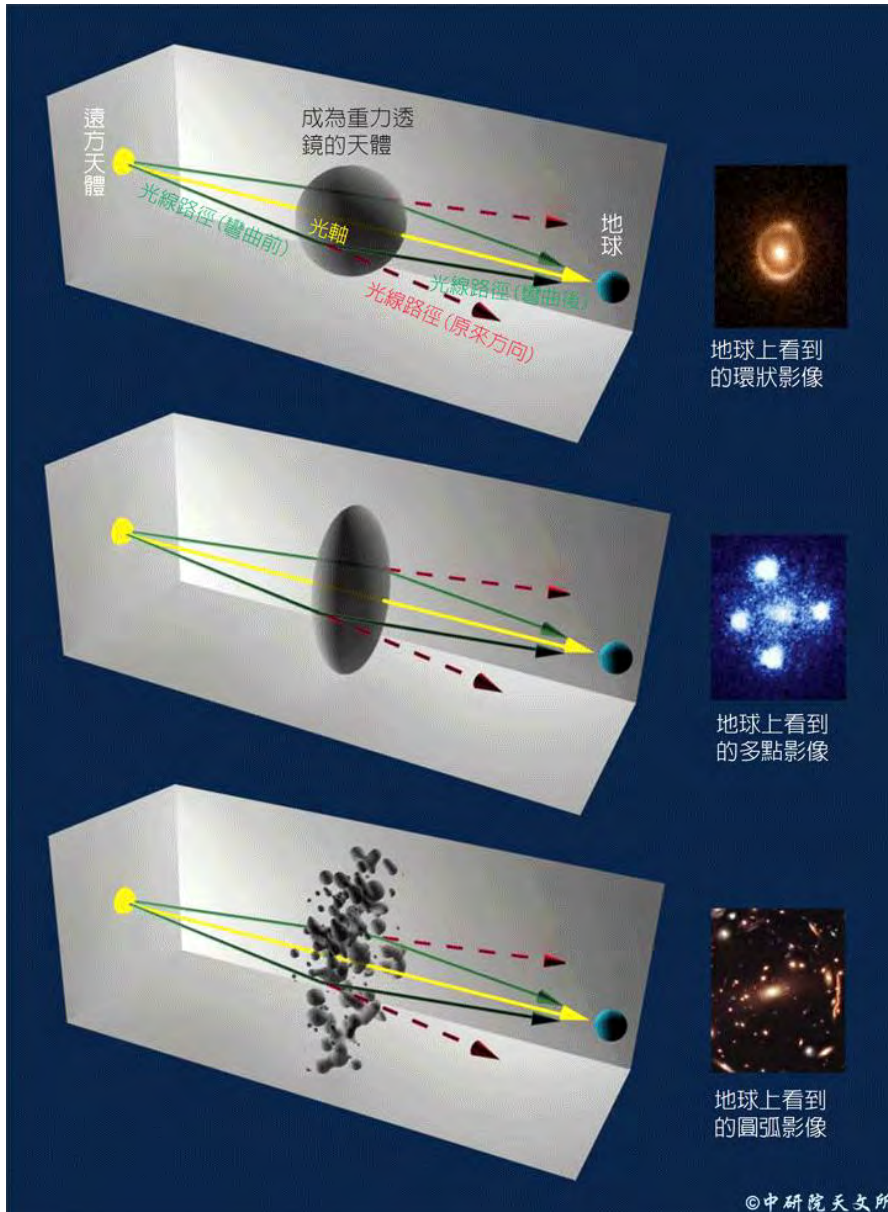 遠方天體
成為重力透
鏡的天體
光線路徑(彎曲前)
光軸
地球
光線路徑(彎曲後)
光線路徑(原來方向)
地球上看到
的環狀影像
地球上看到
的多點影像
地球上看到
的圓弧影像
©中研院天文所